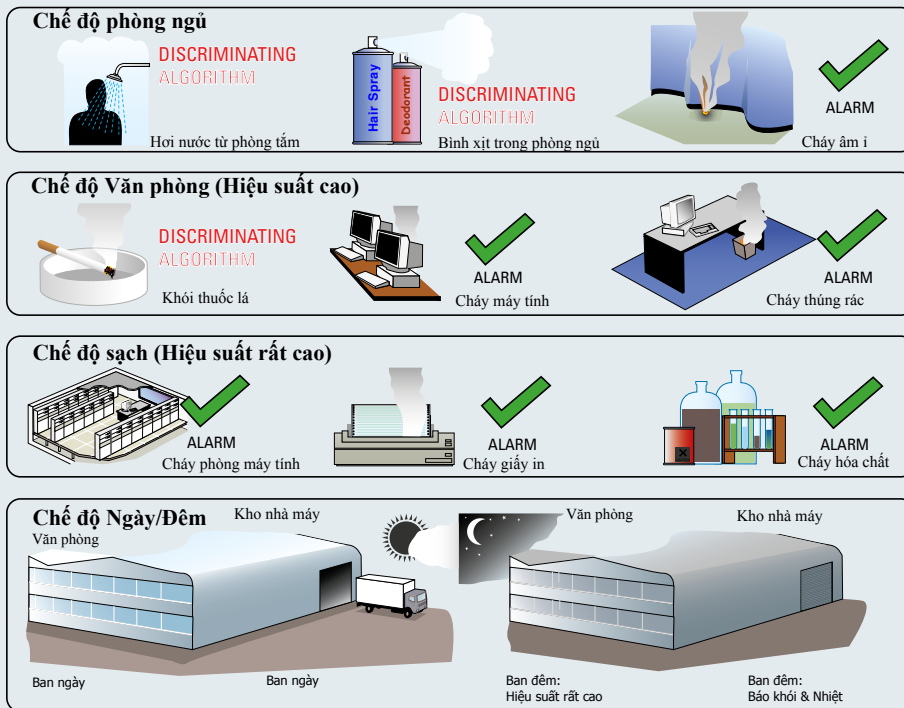 Chế độ phòng ngủ
DISCRIMINATING
ALGORITHM
Hơi nước từ phòng tắm
Hair Spray
Deodorant
DISCRIMINATING
ALGORITHM
Bình xịt trong phòng ngủ
ALARM
Cháy âm ỉ
Chế độ Văn phòng (Hiệu suất cao)
DISCRIMINATING
ALGORITHM
Khói thuốc lá
ALARM
Cháy máy tính
ALARM
Cháy thúng rác
Chế độ sạch (Hiệu suất rất cao)
ALARM
Cháy phòng máy tính
ALARM
Cháy giấy in
ALARM
Cháy hóa chất
Chế độ Ngày/Đêm
Văn phòng
Kho nhà máy
Văn phòng
Kho nhà máy
Ban ngày
Ban ngày
Ban đêm:
Hiệu suất rất cao
Ban đêm:
Báo khói & Nhiệt